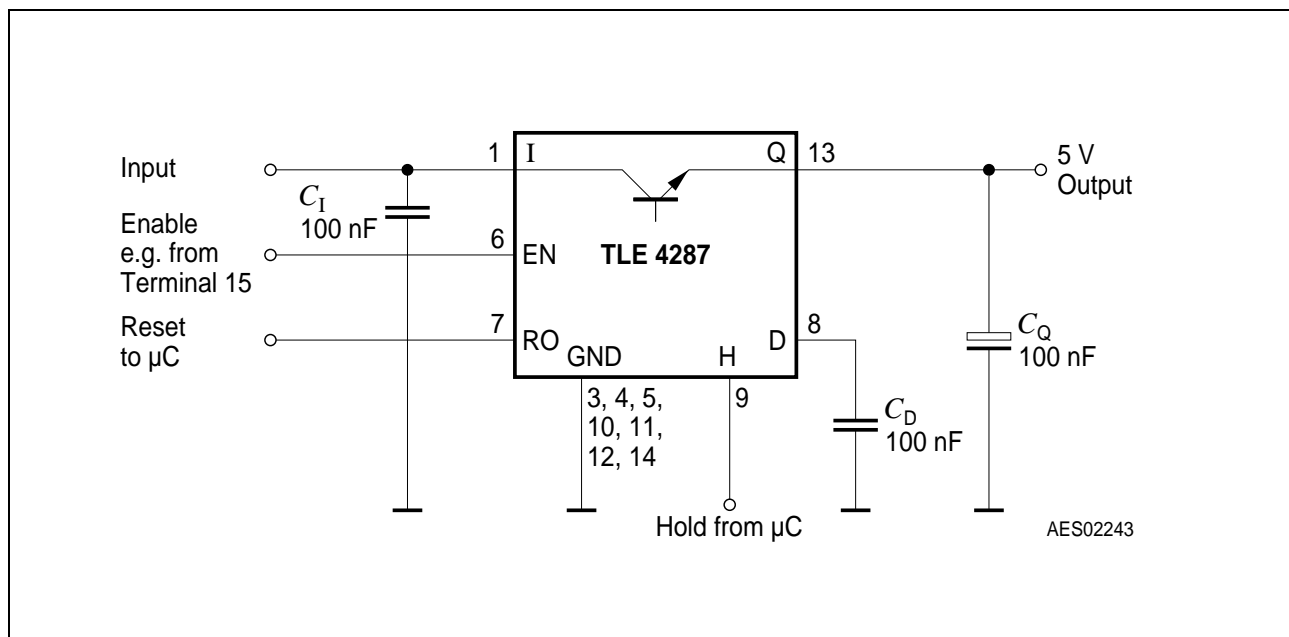 Input
Enable
e.g. from
Terminal 15
Reset
to µC
C_I
100 nF
1
6
7
I
EN
RO
TLE 4287
GND
H
Q
D
3, 4, 5,
10, 11,
12, 14
9
13
8
C_D
100 nF
C_Q
100 nF
5 V
Output
Hold from µC
AES02243